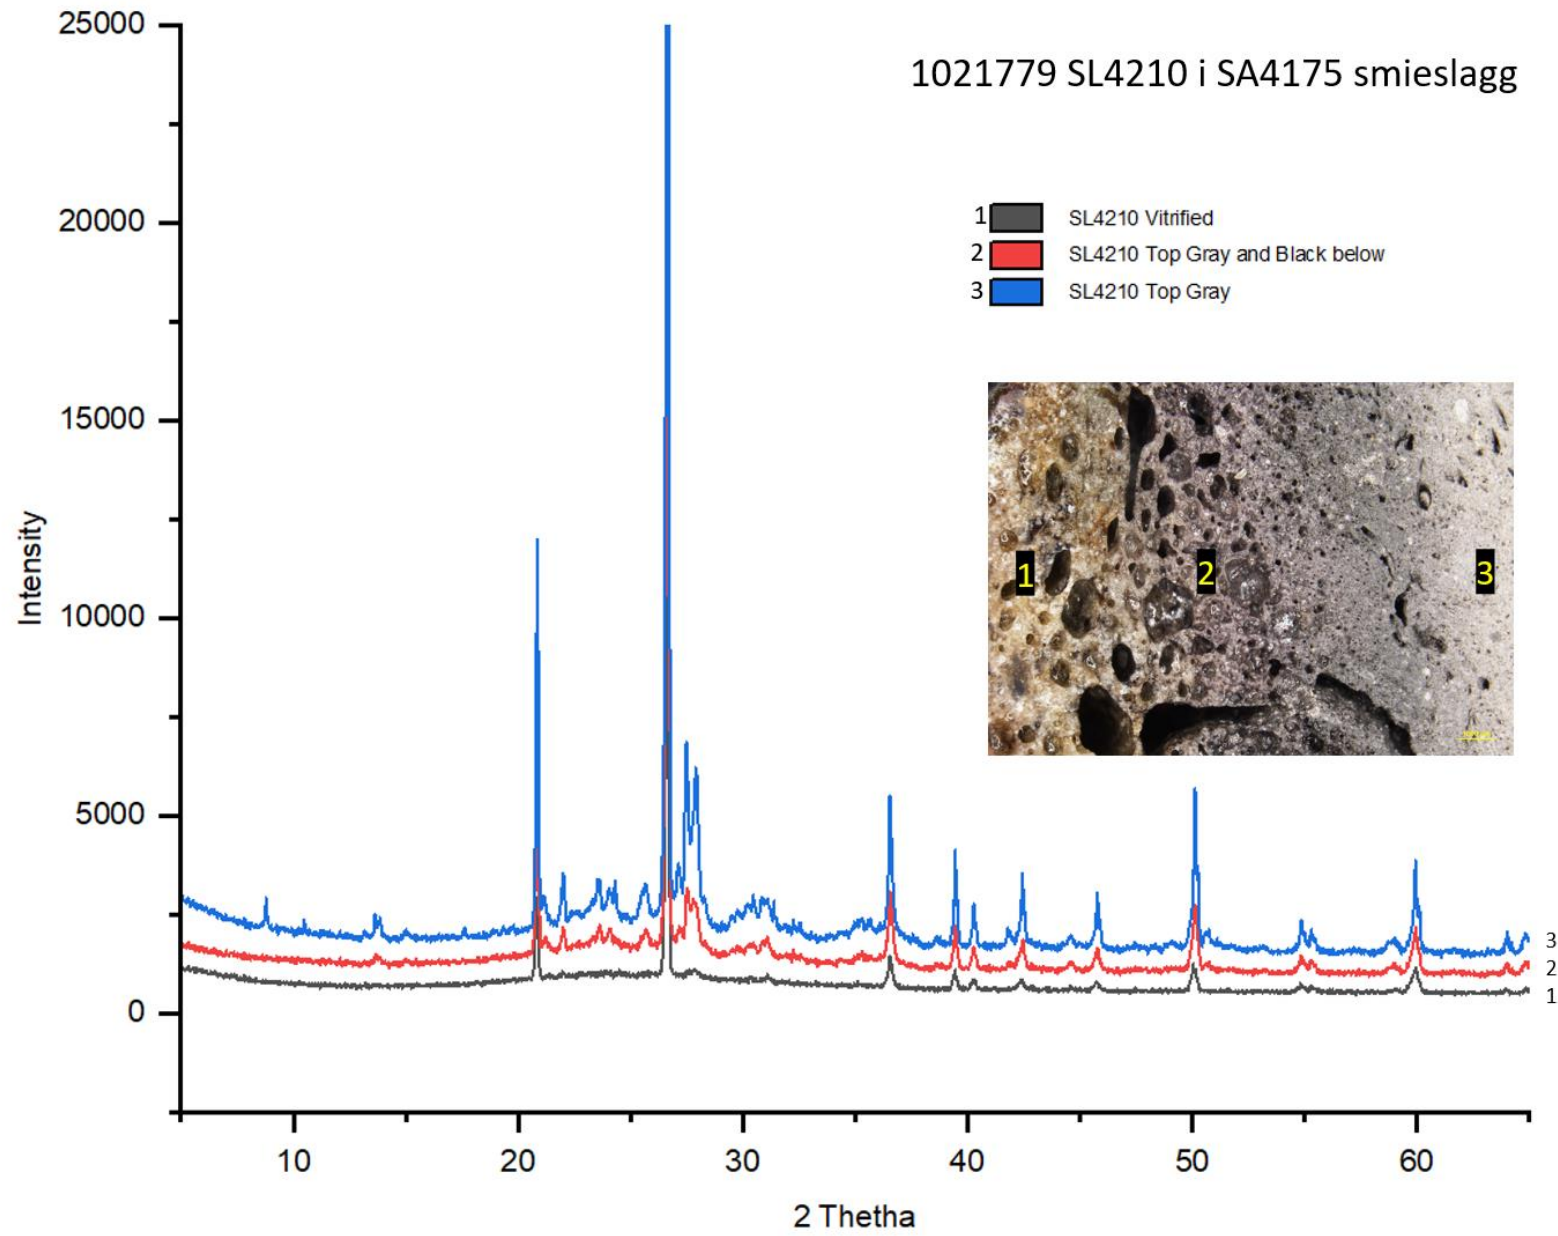 1021779 SL4210 i SA4175 smieslagg
1 SL4210 Vitrified
2 SL4210 Top Gray and Black below
3 SL4210 Top Gray
25000
20000
15000
10000
5000
0
Intensity
1 2 3
3
2
1
10 20 30 40 50 60
2 Thetha